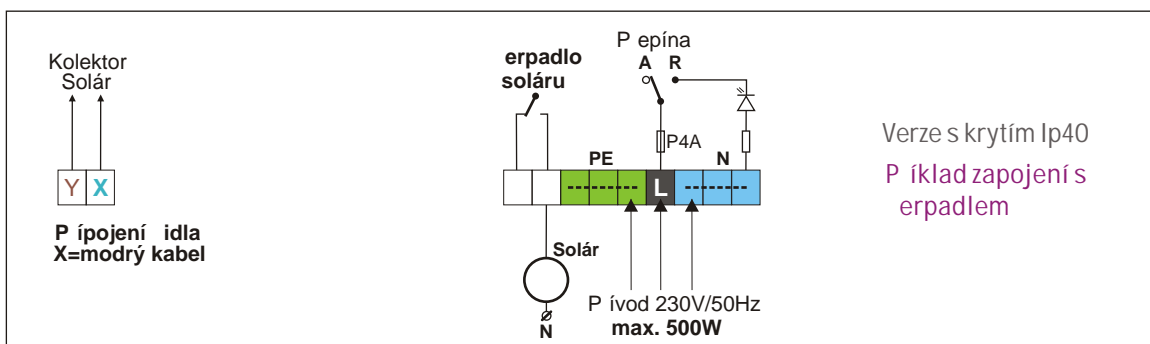 Kolektor
Solár
Y X
P ípojení idla
X=modrý kabel
erpadlo
soláru
P epína
A R
P4A
PE
N
L
Solár
N
P ívod 230V/50Hz
max. 500W
Verze s krytím Ip40
P íklad zapojení s
erpadlem